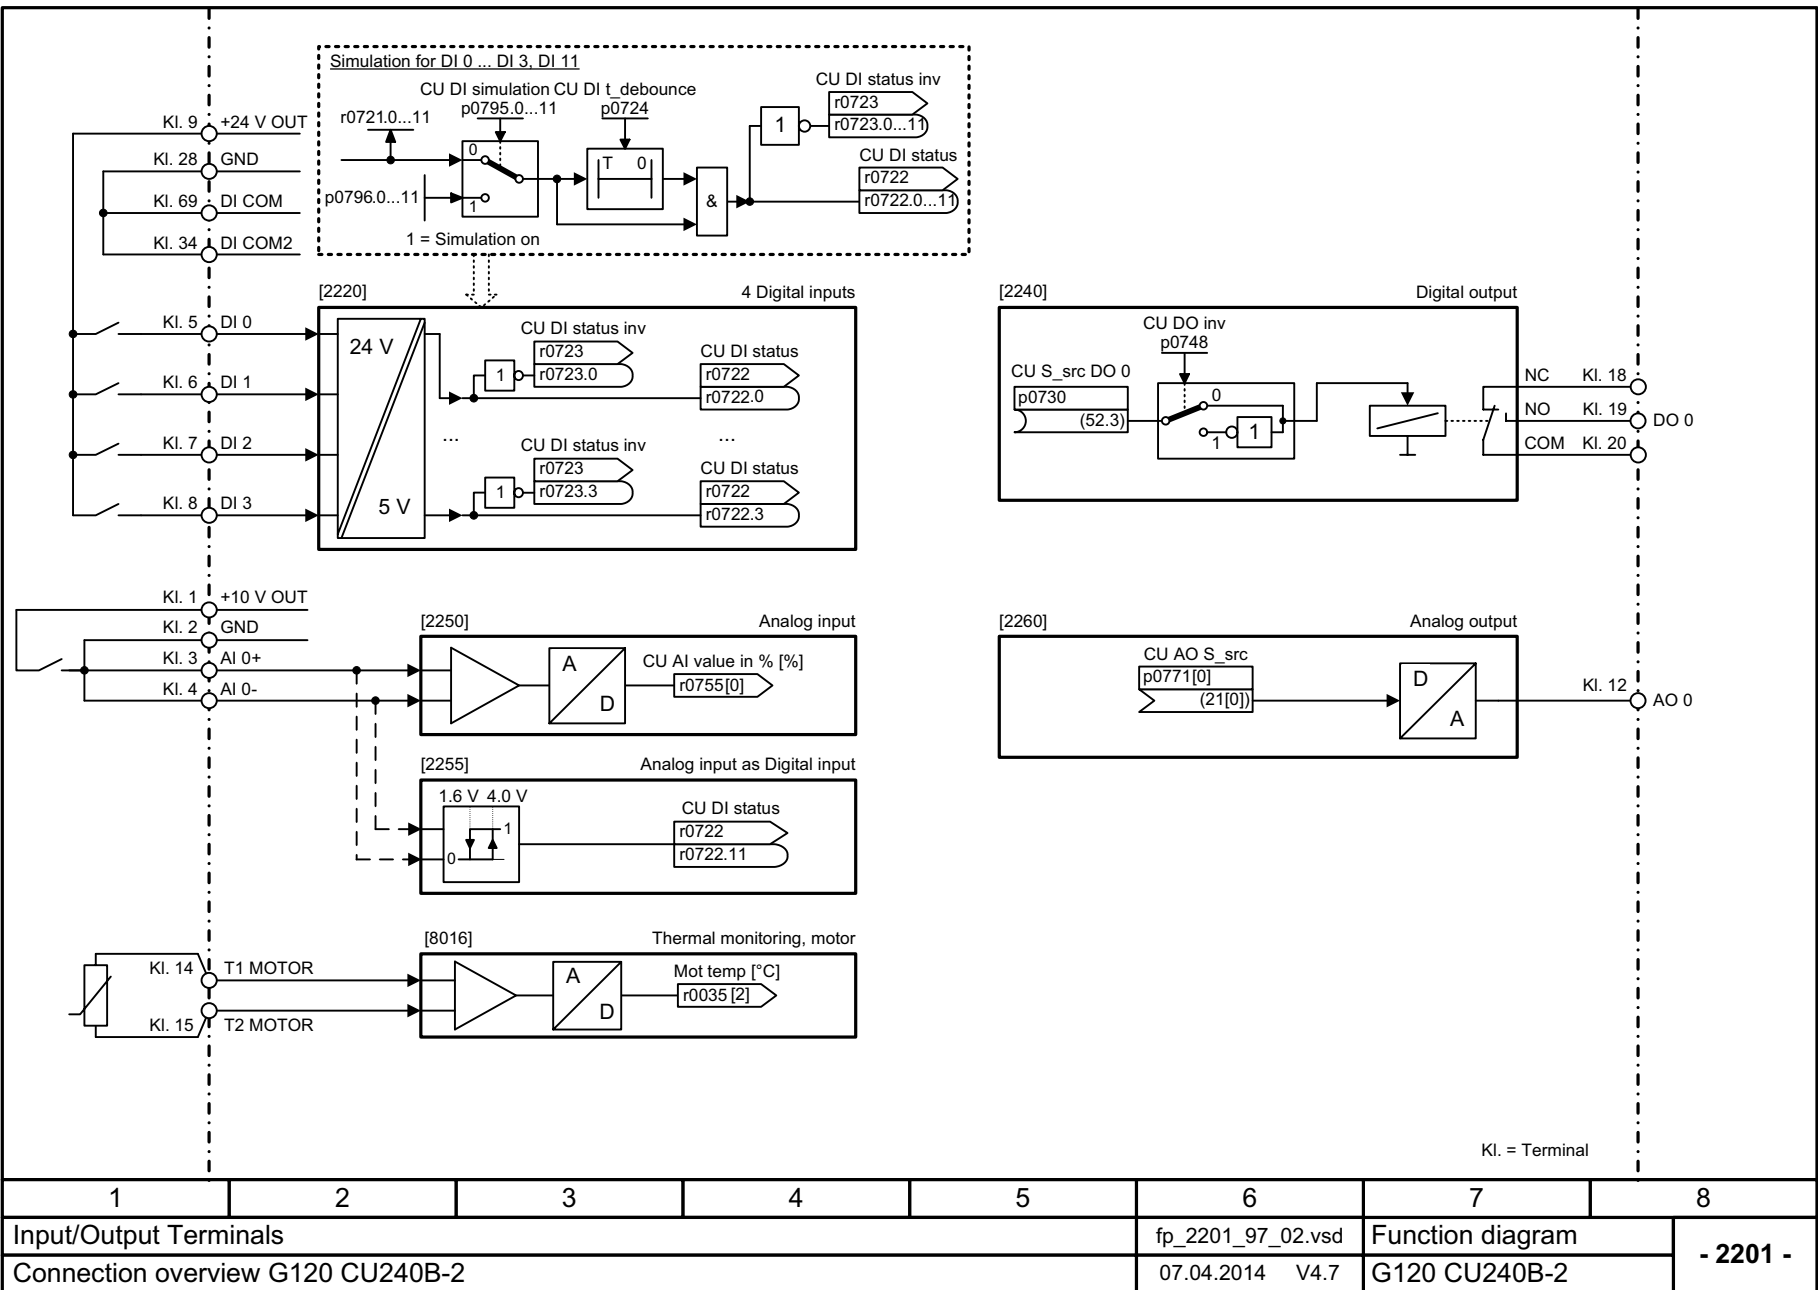 Simulation for DI 0 ... DI 3, DI 11
CU DI simulation CU DI t_debounce
p0795.0...11 p0724
r0721.0...11
0
1
p0796.0...11
1 = Simulation on
T 0
&
1
CU DI status inv
r0723
r0723.0...11
CU DI status
r0722
r0722.0...11
Kl. 9 +24 V OUT
Kl. 28 GND
Kl. 69 DI COM
Kl. 34 DI COM2
[2220] 4 Digital inputs
Kl. 5 DI 0
Kl. 6 DI 1
Kl. 7 DI 2
Kl. 8 DI 3
24 V
5 V
CU DI status inv
r0723
1 r0723.0
CU DI status
r0722
r0722.0
... ...
CU DI status inv
r0723
1 r0723.3
CU DI status
r0722
r0722.3
[2240] Digital output
CU DO inv
p0748
CU S_src DO 0
p0730
(52.3)
0
1 1
NC Kl. 18
NO Kl. 19 DO 0
COM Kl. 20
Kl. 1 +10 V OUT
Kl. 2 GND
Kl. 3 AI 0+
Kl. 4 AI 0-
[2250] Analog input
A
D
CU AI value in % [%]
r0755[0]
[2255] Analog input as Digital input
1.6 V 4.0 V
1
0
CU DI status
r0722
r0722.11
[2260] Analog output
CU AO S_src
p0771[0]
(21[0])
D
A
Kl. 12 AO 0
[8016] Thermal monitoring, motor
Kl. 14 T1 MOTOR
Kl. 15 T2 MOTOR
A
D
Mot temp [°C]
r0035 [2]
Kl. = Terminal
1 2 3 4 5 6 7 8
Input/Output Terminals fp_2201_97_02.vsd Function diagram
- 2201 -
Connection overview G120 CU240B-2 07.04.2014 V4.7 G120 CU240B-2